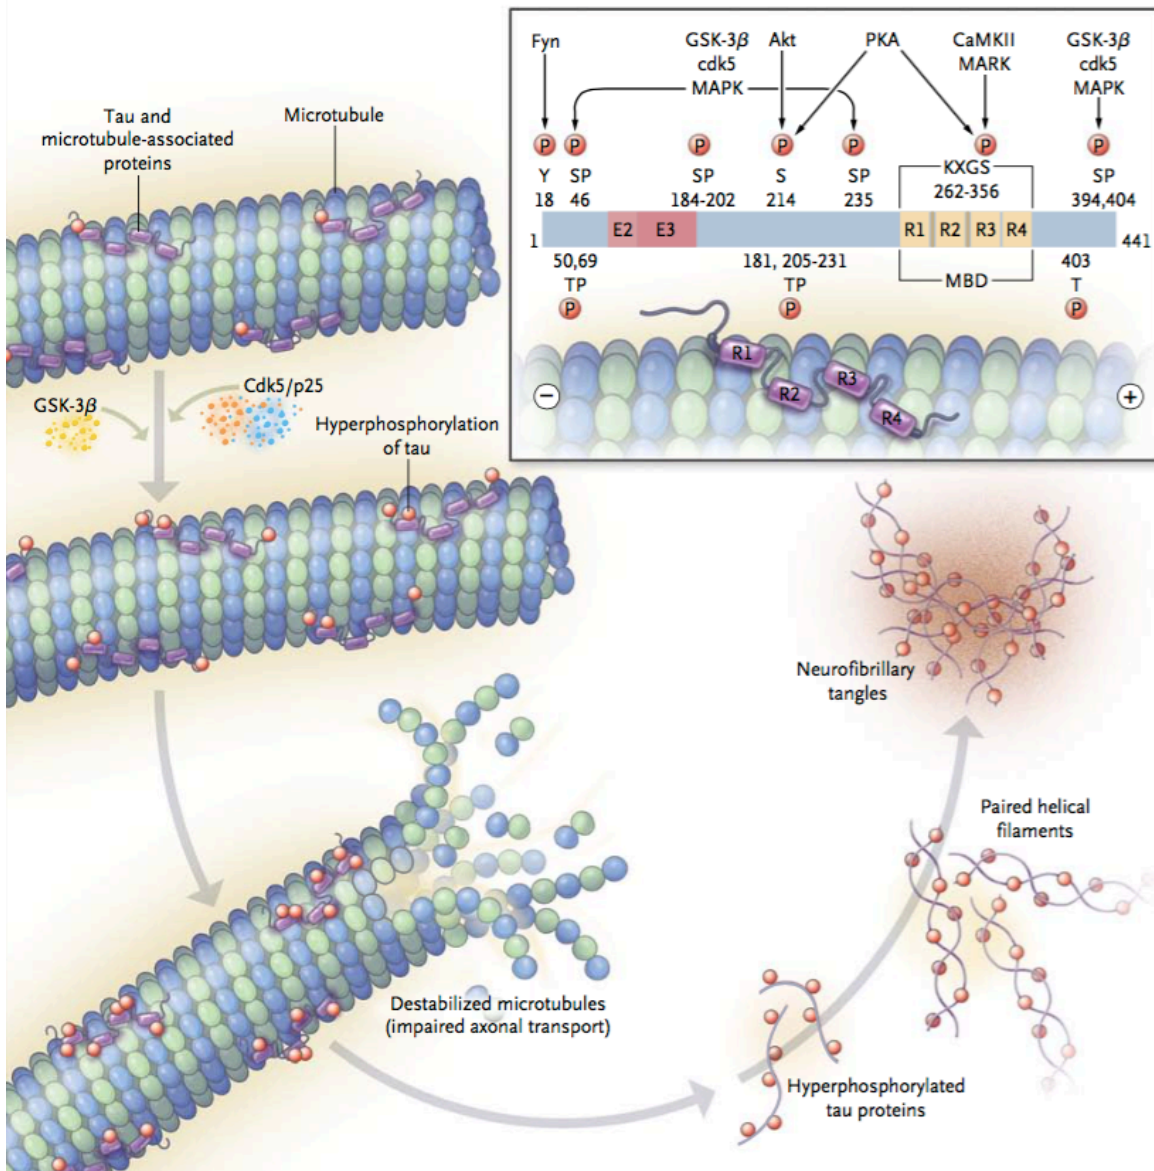 Fyn
GSK-3β
cdk5
MAPK
Akt
PKA
CaMKII
MARK
GSK-3β
cdk5
MAPK
P P P P P P P
Y SP SP S SP KXGS SP
18 46 184-202 214 235 262-356 394,404
1 E2 E3 R1 R2 R3 R4 441
50,69 181, 205-231 MBD 403
TP TP T
P P P
R1
R2
R3
R4
−
+
Tau and
microtubule-associated
proteins
Microtubule
GSK-3β
Cdk5/p25
Hyperphosphorylation
of tau
Destabilized microtubules
(impaired axonal transport)
Hyperphosphorylated
tau proteins
Paired helical
filaments
Neurofibrillary
tangles